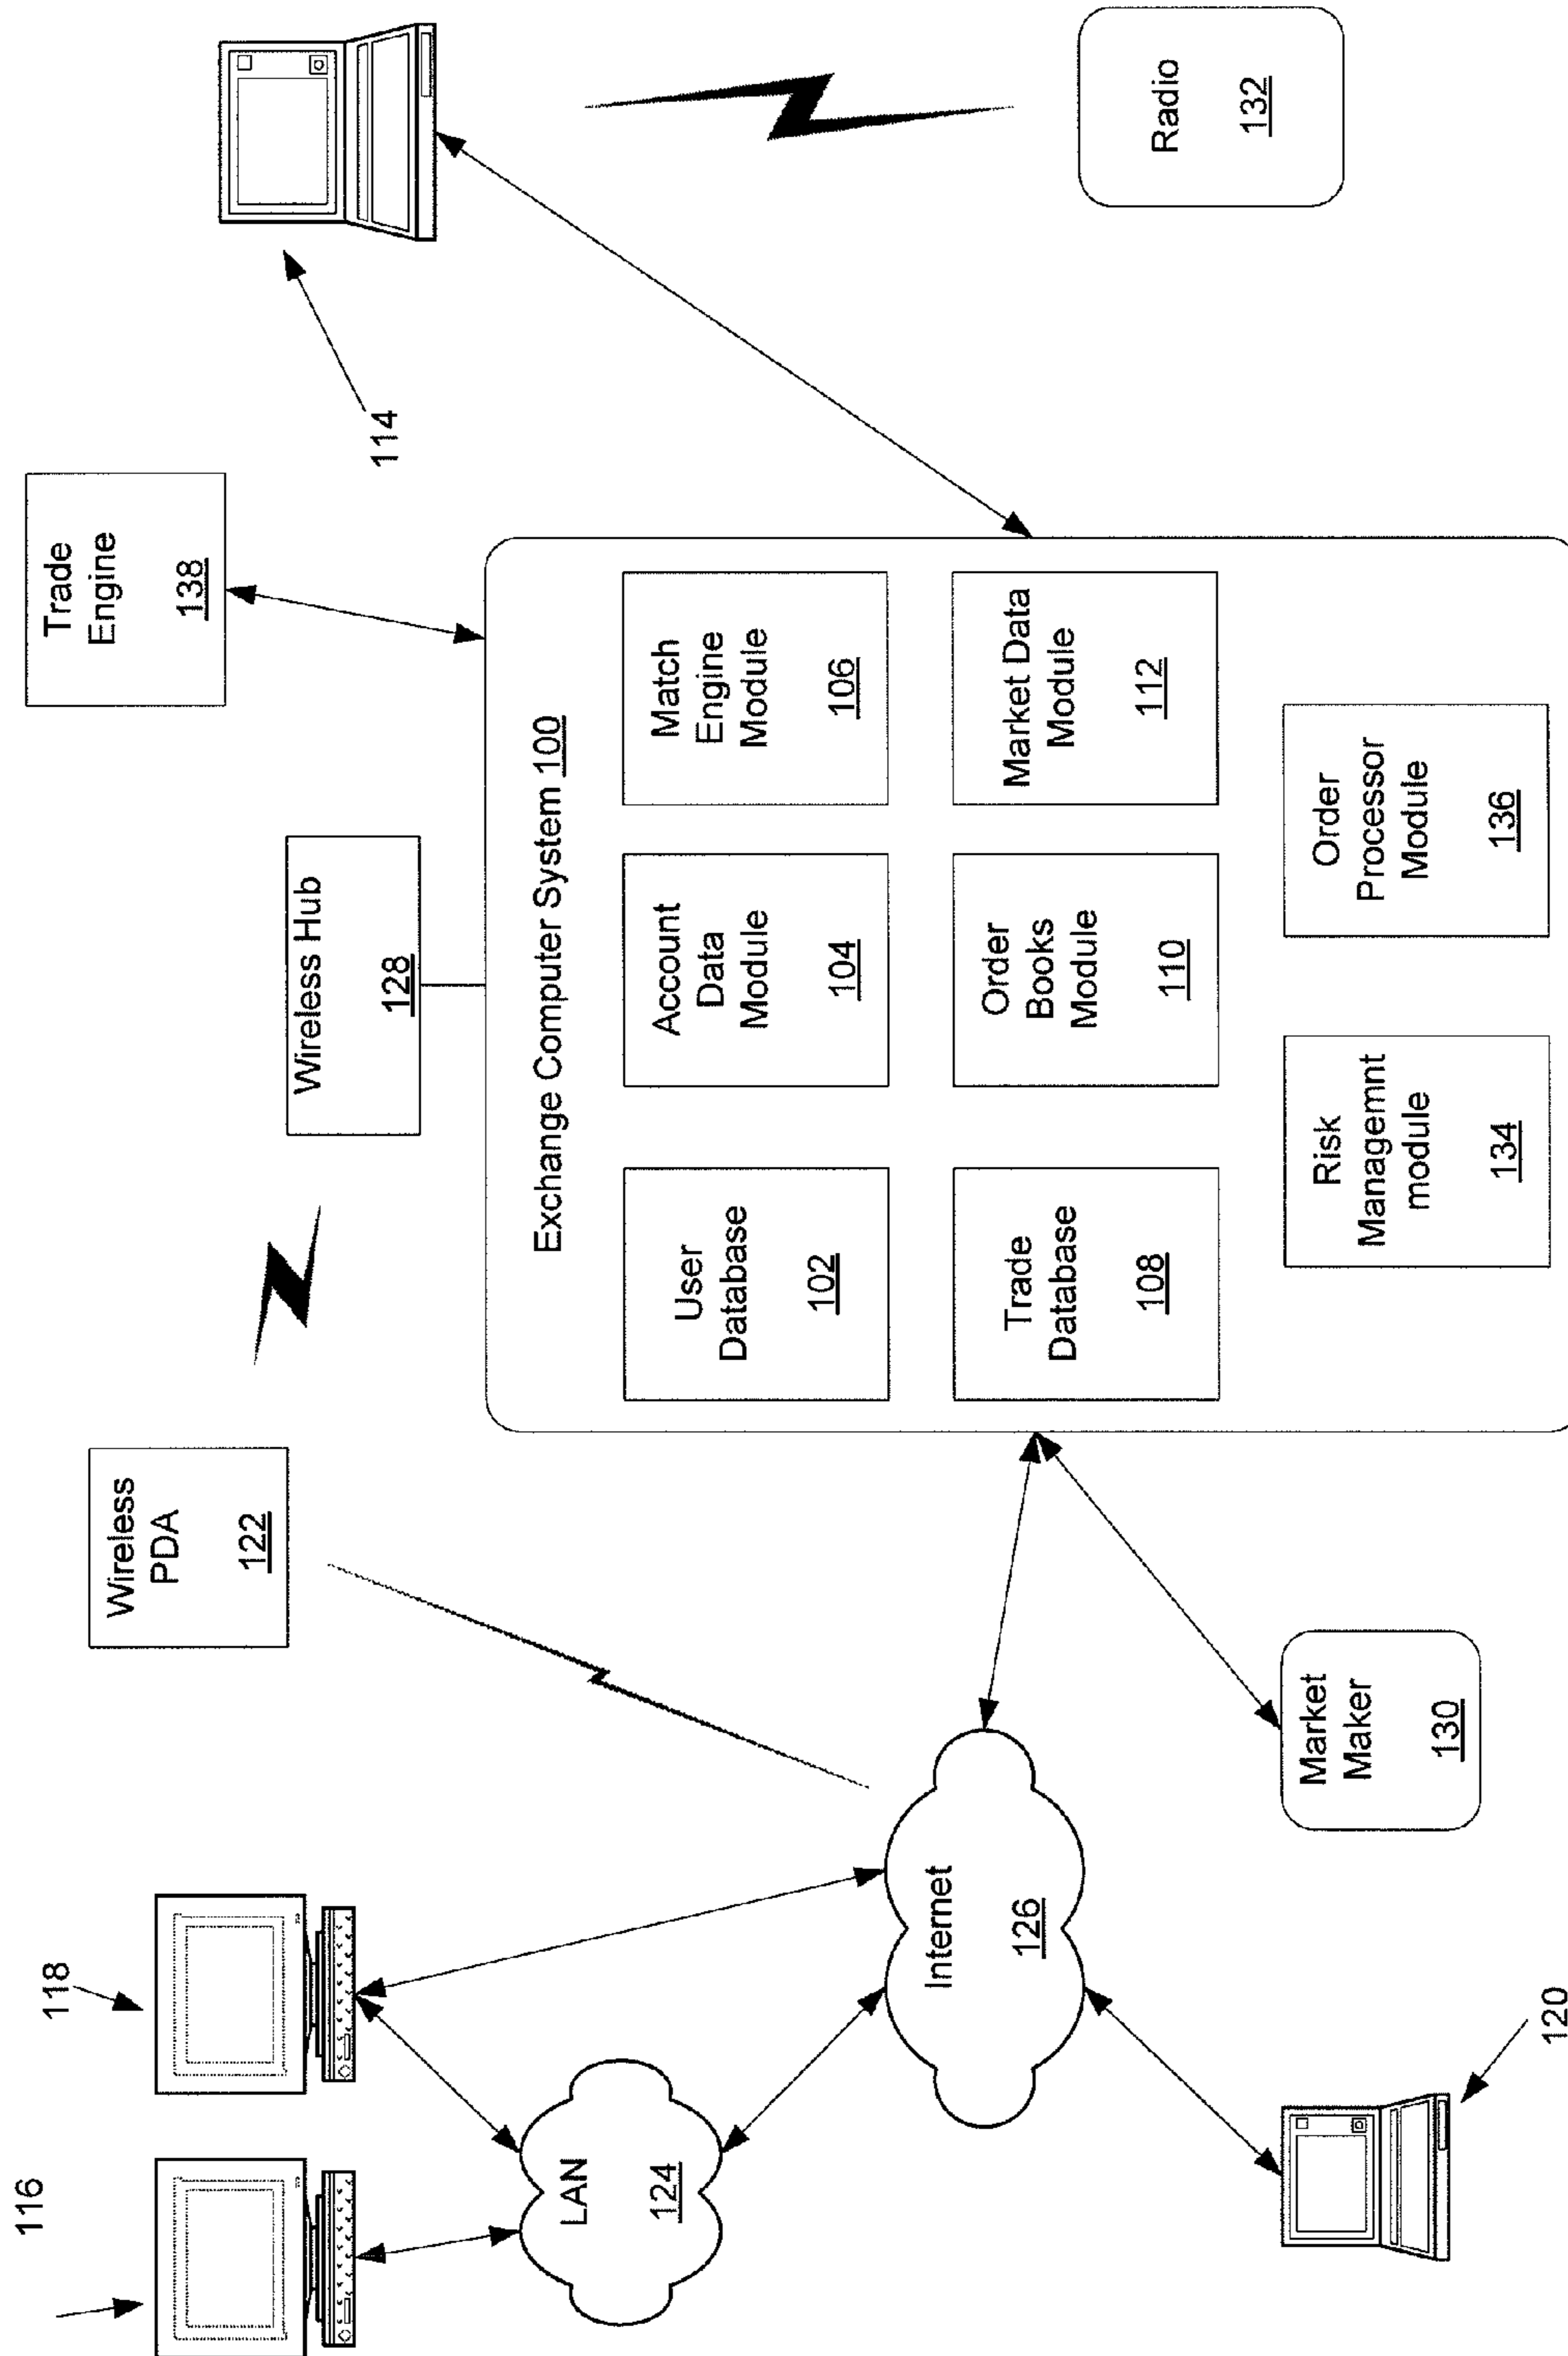 116
118
Wireless
PDA
122
Wireless Hub
128
Trade
Engine
138
114
LAN
124
Internet
126
120
Market
Maker
130
Exchange Computer System 100
User
Database
102
Account
Data
Module
104
Match
Engine
Module
106
Trade
Database
108
Order
Books
Module
110
Market Data
Module
112
Risk
Managemnt
module
134
Order
Processor
Module
136
Radio
132